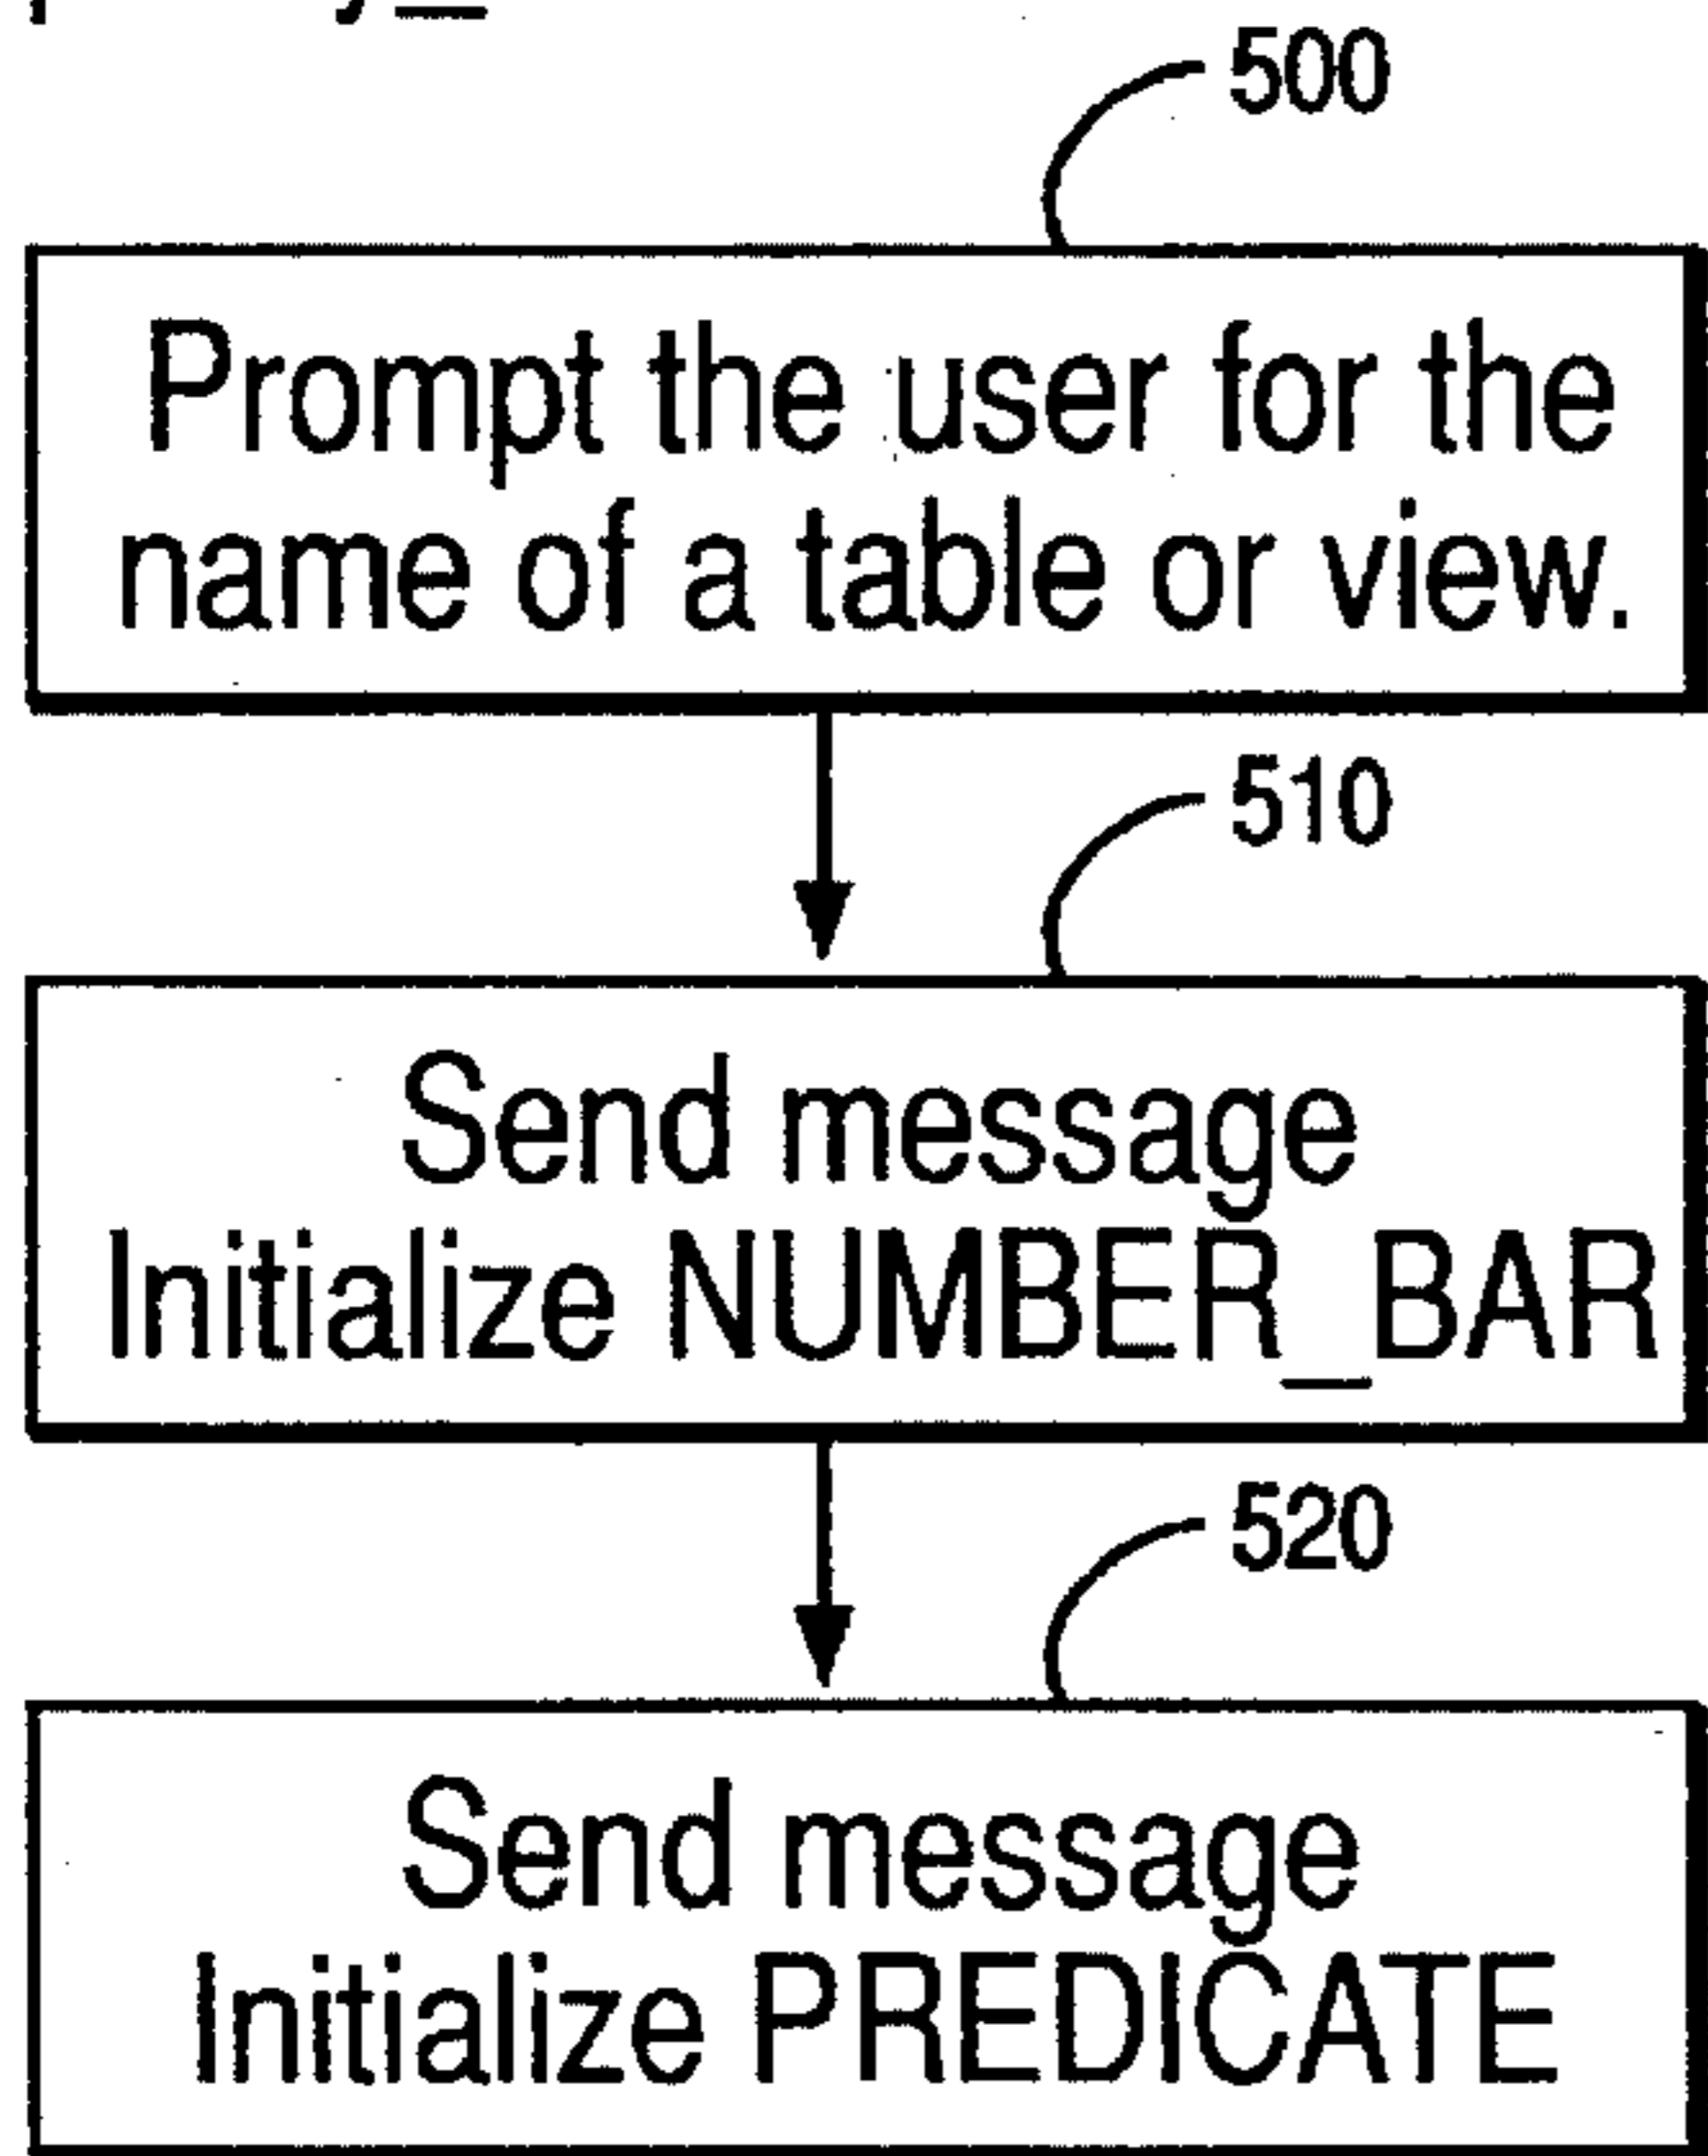 500
Prompt the user for the
name of a table or view.
510
Send message
Initialize NUMBER_BAR
520
Send message
Initialize PREDICATE